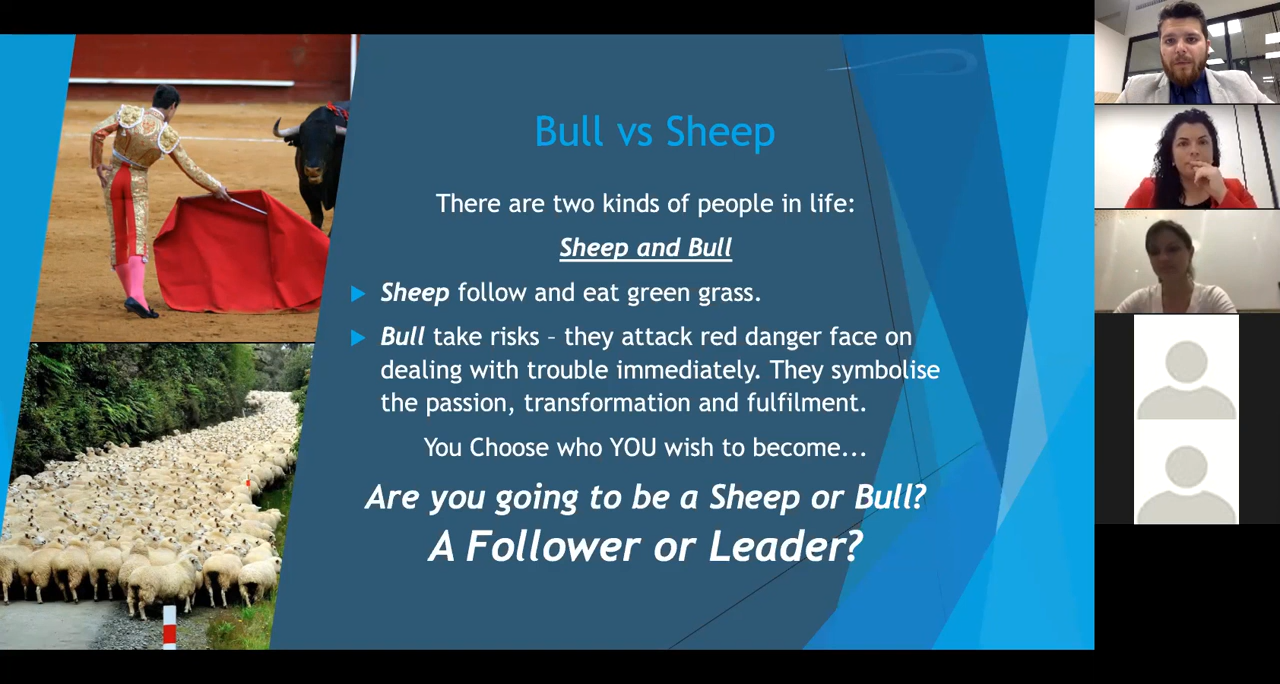 Bull vs Sheep
There are two kinds of people in life:
Sheep and Bull
Sheep follow and eat green grass.
Bull take risks – they attack red danger face on
dealing with trouble immediately. They symbolise
the passion, transformation and fulfilment.
You Choose who YOU wish to become...
Are you going to be a Sheep or Bull?
A Follower or Leader?